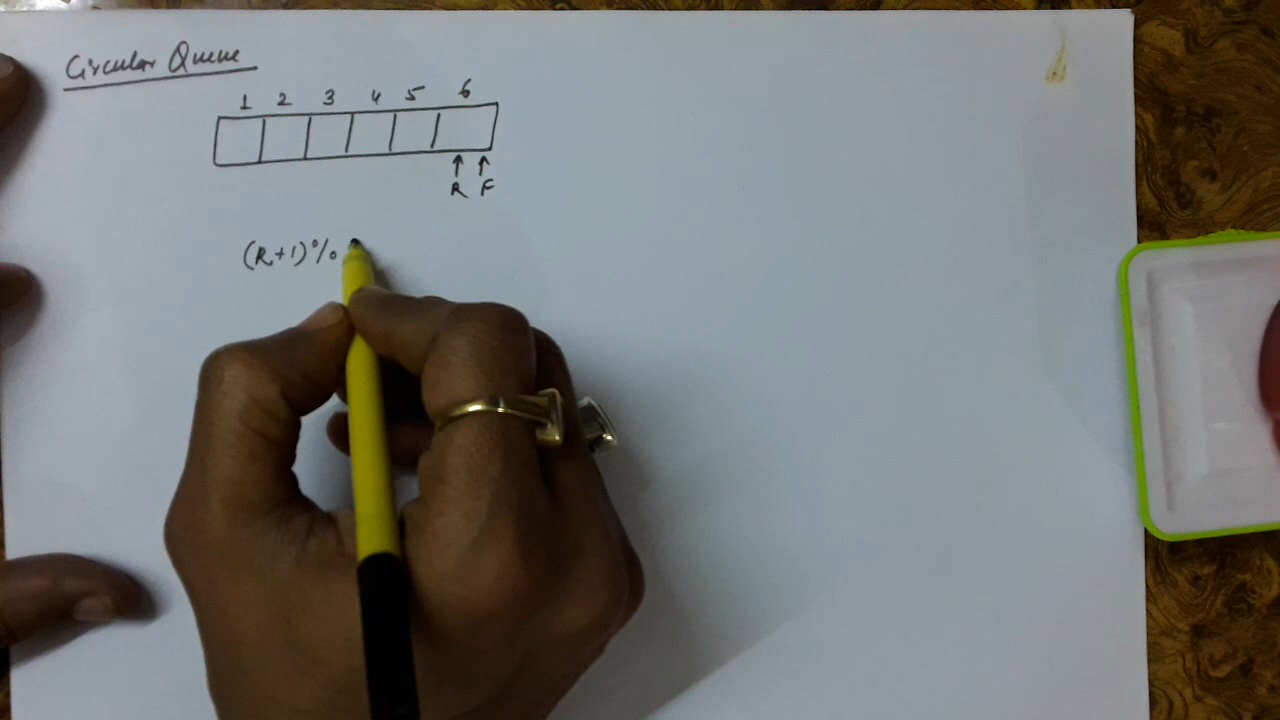 Circular Queue
1 2 3 4 5 6
↑ ↑
R F
(R+1)%